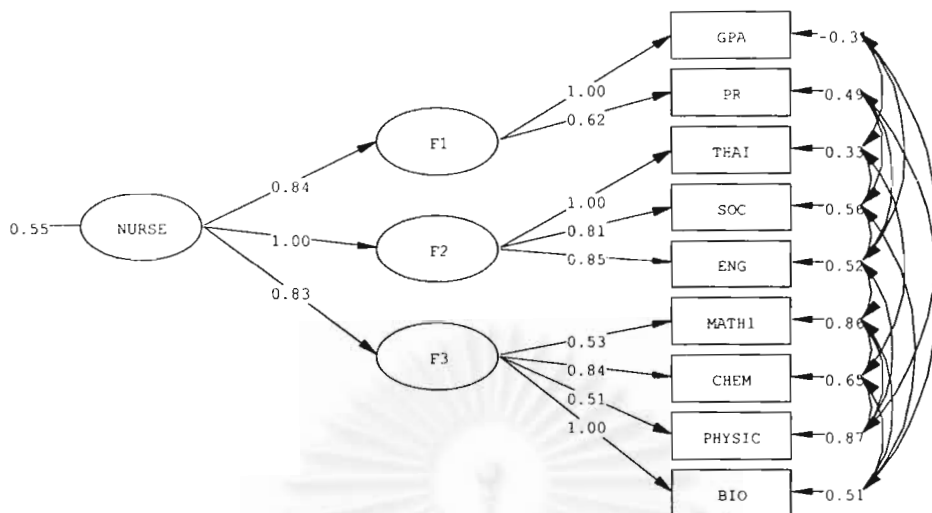 GPA
-0.3
1.00
PR
0.49
0.62
F1
THAI
0.33
0.84
1.00
SOC
0.56
0.81
0.55
NURSE
1.00
F2
0.85
ENG
0.52
0.83
MATH1
0.86
0.53
F3
0.84
CHEM
0.65
0.51
PHYSIC
0.87
1.00
BIO
0.51